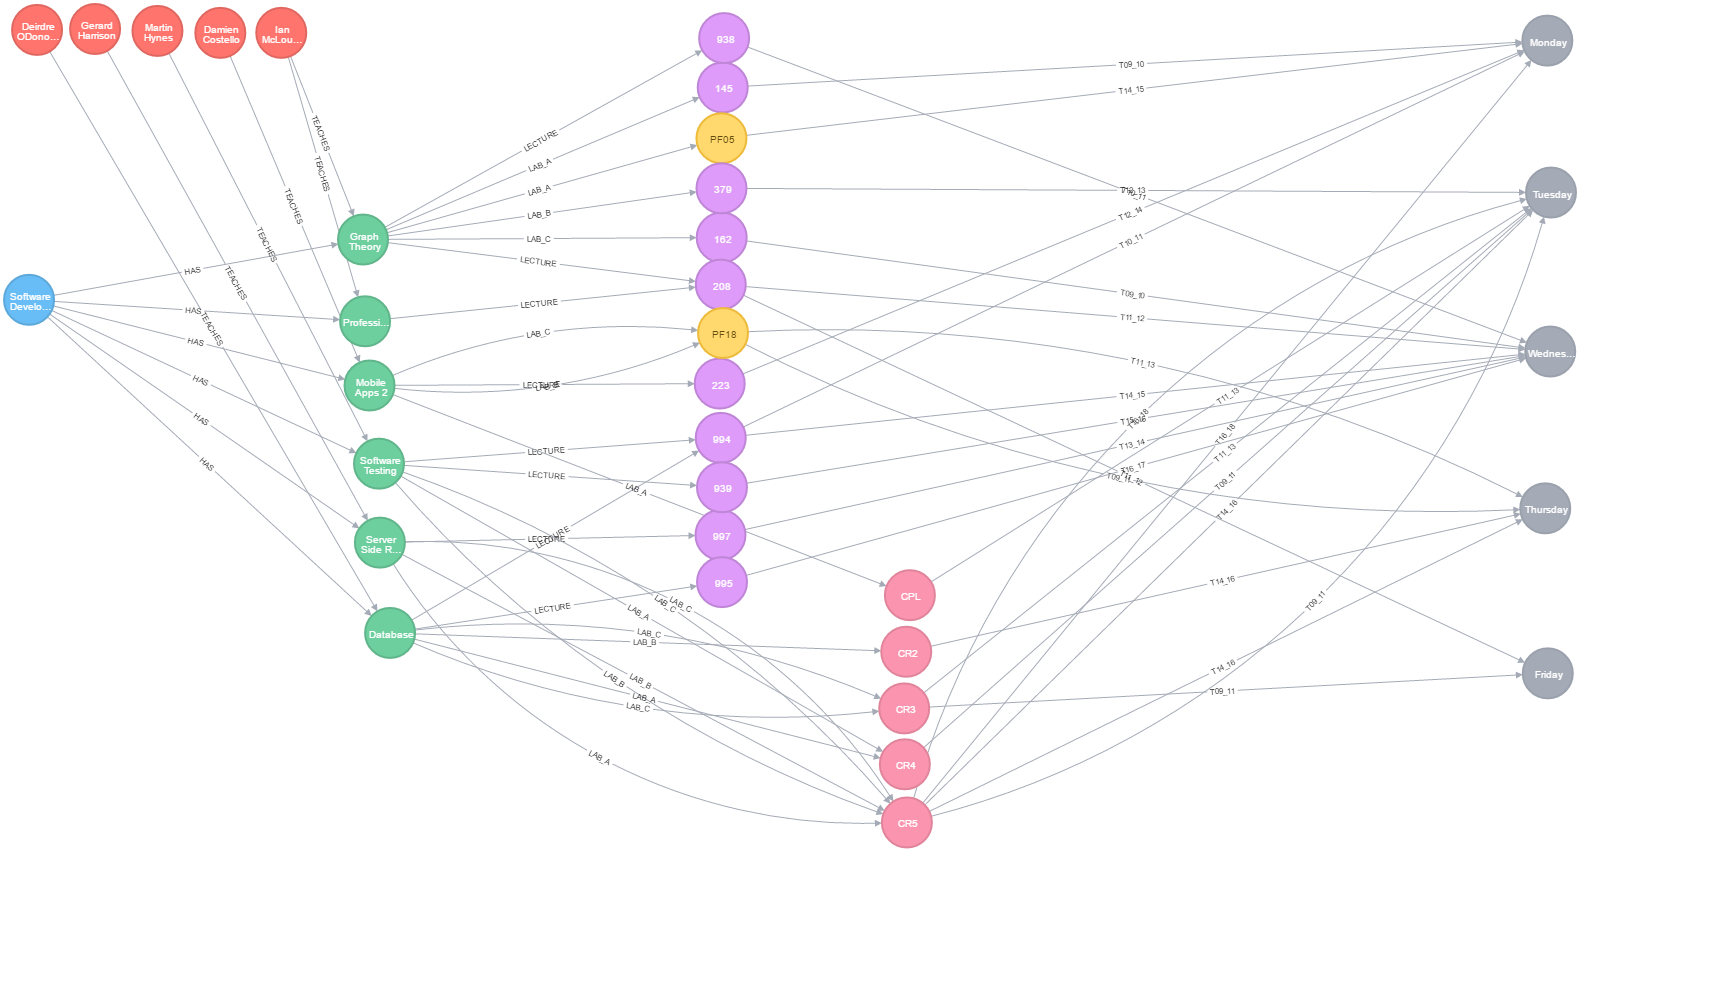 Deirdre
ODono...
Gerard
Harrison
Martin
Hynes
Damien
Costello
Ian
McLou...
938
Monday
T09_10
145
T14_15
TEACHES
LECTURE
PF05
LAB_A
TEACHES
LAB_A
379
T12_13
Tuesday
TEACHES
LAB_B
T12_14
Graph
Theory
LAB_C
162
T10_11
TEACHES
LECTURE
HAS
TEACHES
208
T09_10
Software
Develo...
LECTURE
HAS
Professi...
T11_12
TEACHES
LAB_C
PF18
HAS
Wednes...
T11_13
Mobile
Apps 2
LECTURE
223
HAS
T14_15
T11_13
HAS
994
T13_14
T16_18
LECTURE
Software
Testing
HAS
LECTURE
T16_17
T11_13
939
LAB_A
T09_11
T11_12
T09_11
Thursday
T14_16
Server
Side R...
LECTURE
LECTURE
997
995
T14_16
CPL
LAB_C
LAB_C
LECTURE
LAB_A
T09_11
Database
LAB_C
LAB_B
CR2
T14_16
LAB_B
LAB_B
Friday
LAB_A
LAB_C
T09_11
CR3
LAB_A
CR4
CR5